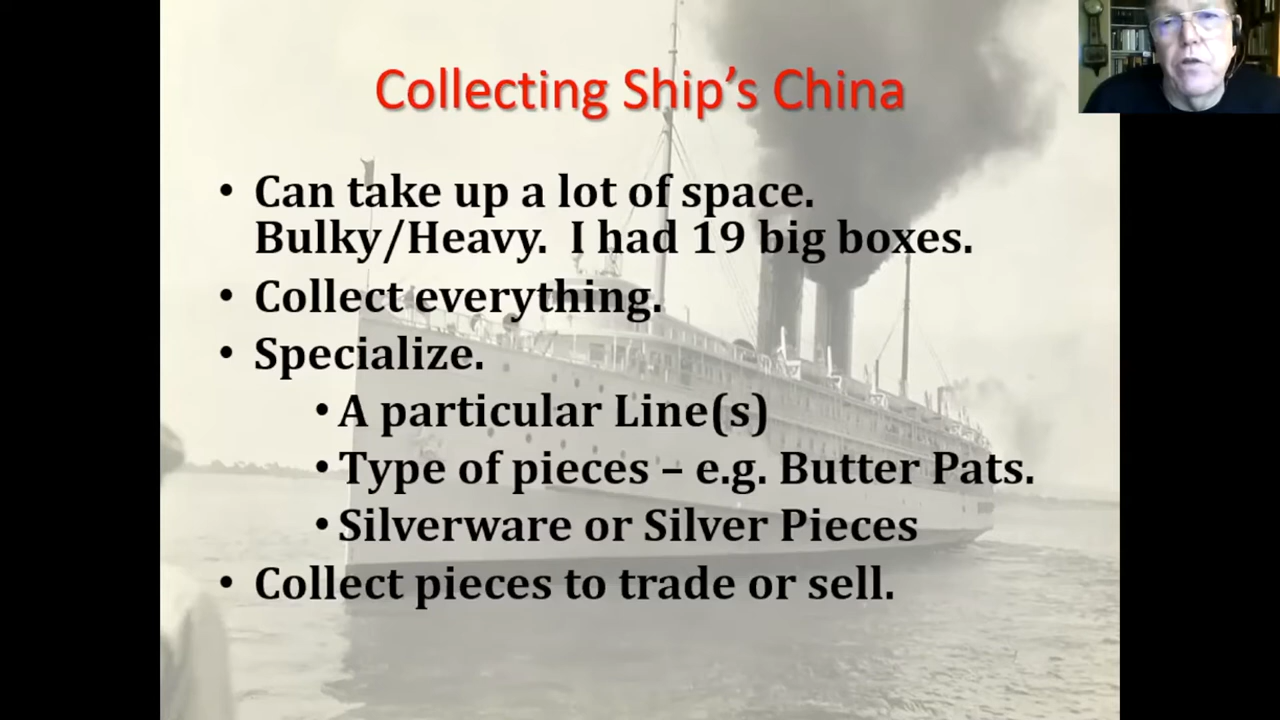 Collecting Ship's China
• Can take up a lot of space.
Bulky/Heavy.  I had 19 big boxes.
• Collect everything.
• Specialize.
• A particular Line(s)
• Type of pieces – e.g. Butter Pats.
• Silverware or Silver Pieces
• Collect pieces to trade or sell.